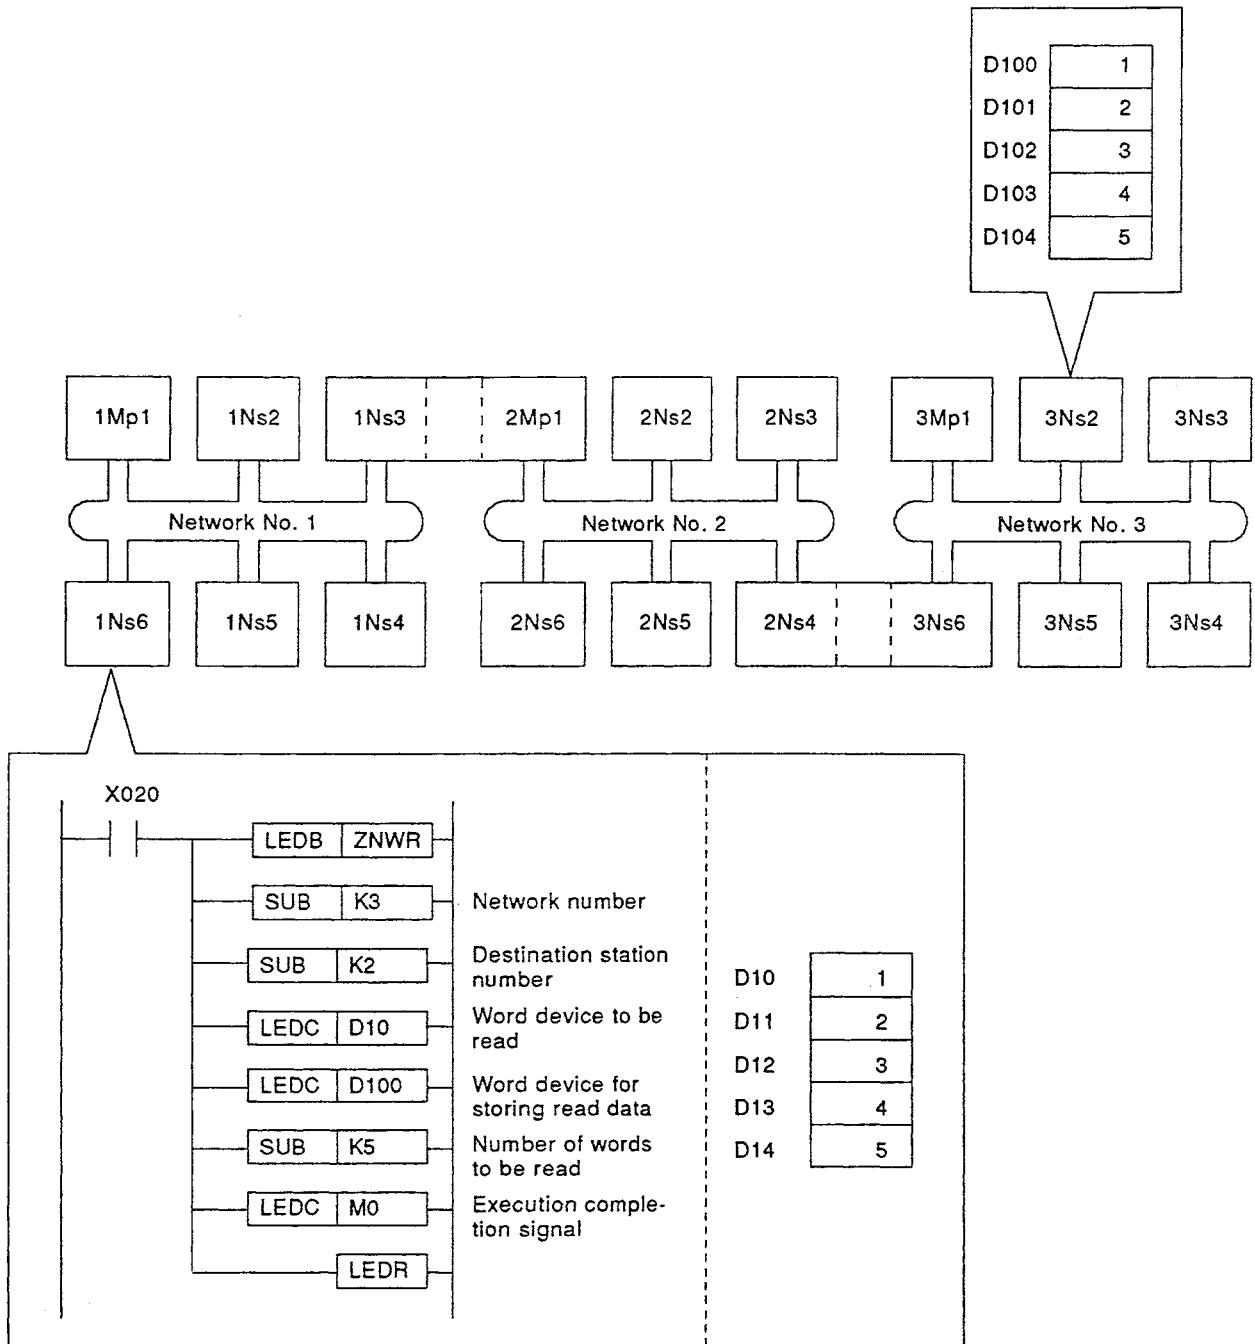 D100 1
D101 2
D102 3
D103 4
D104 5
1Mp1 1Ns2 1Ns3 2Mp1 2Ns2 2Ns3 3Mp1 3Ns2 3Ns3
Network No. 1 Network No. 2 Network No. 3
1Ns6 1Ns5 1Ns4 2Ns6 2Ns5 2Ns4 3Ns6 3Ns5 3Ns4
X020
LEDB ZNWR
SUB K3 Network number
SUB K2 Destination station
number
LEDC D10 Word device to be
read
LEDC D100 Word device for
storing read data
SUB K5 Number of words
to be read
LEDC M0 Execution comple-
tion signal
LEDR
D10 1
D11 2
D12 3
D13 4
D14 5